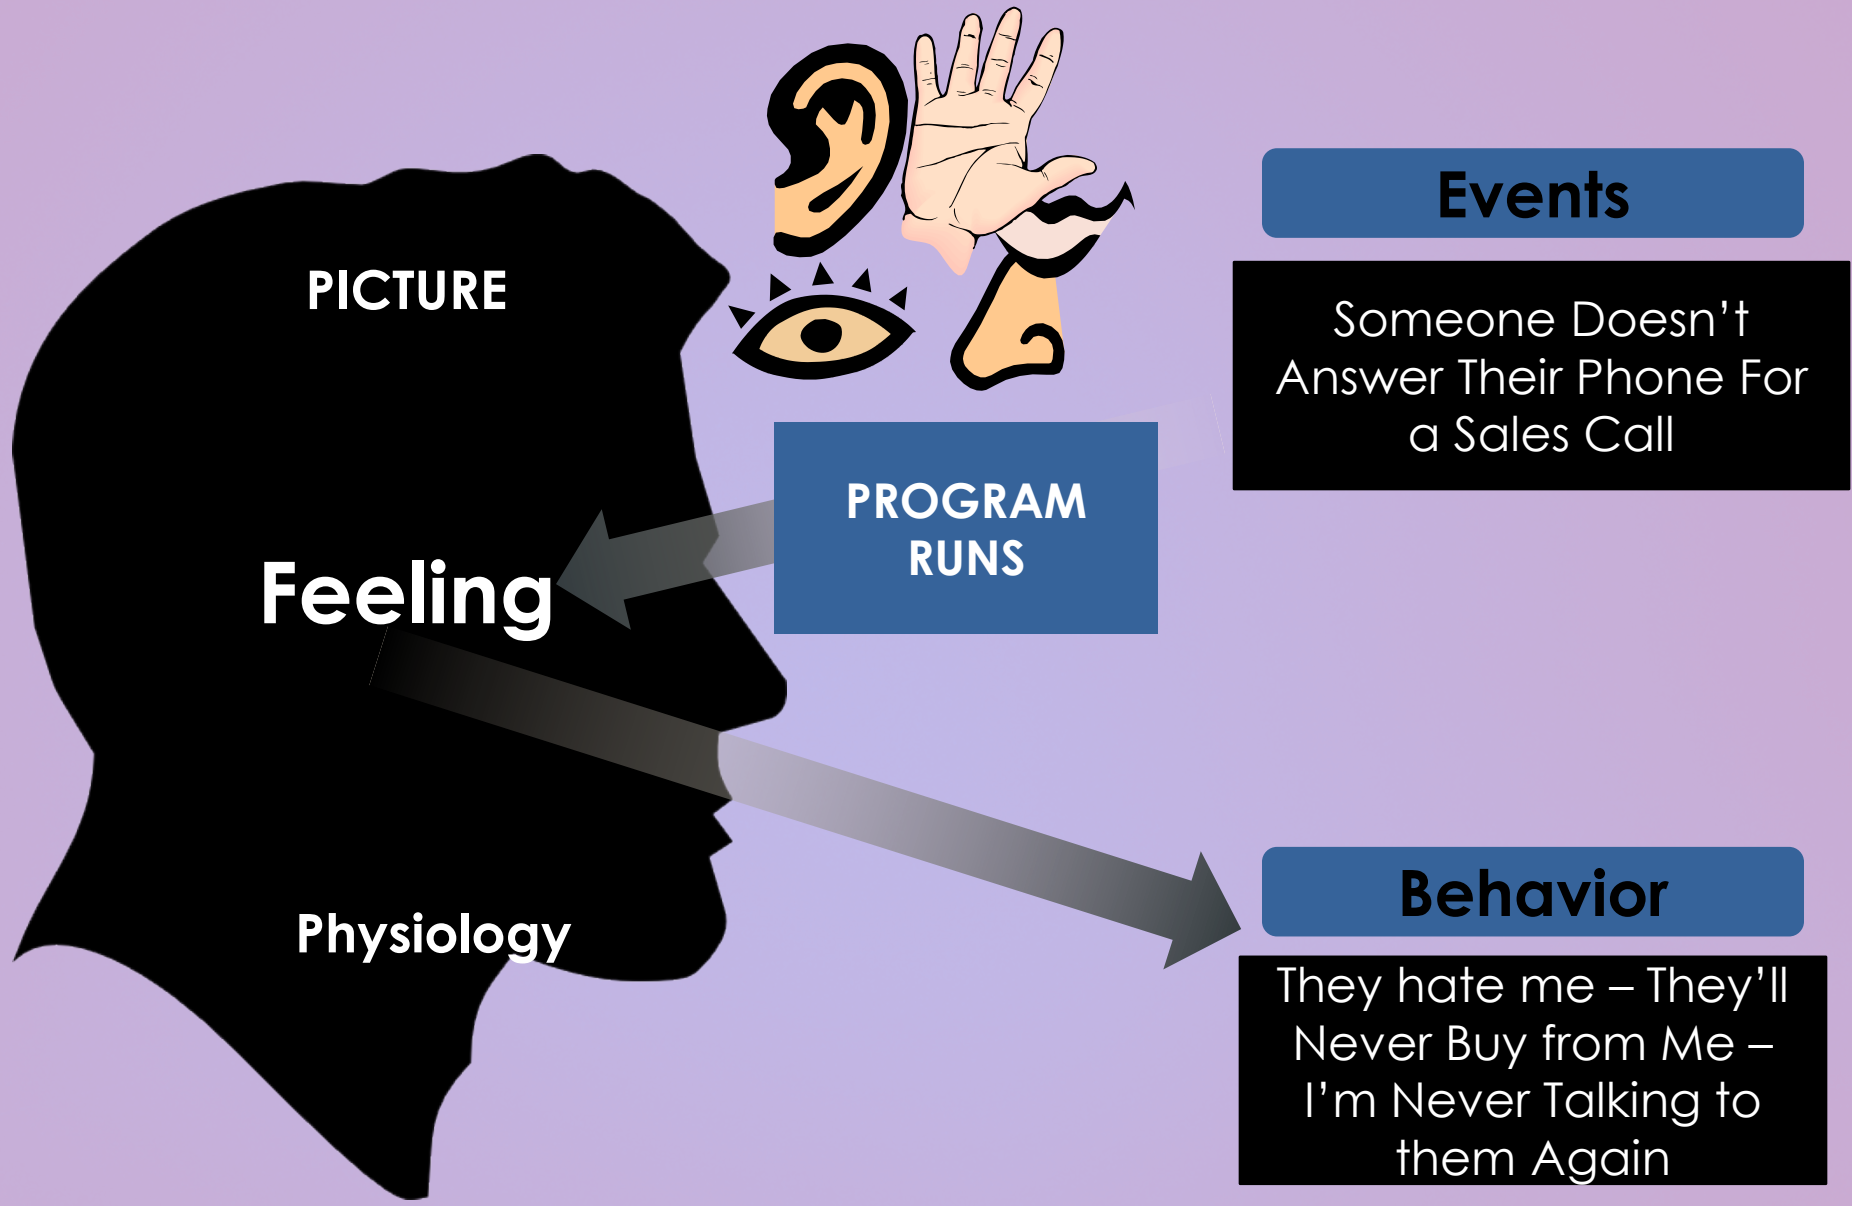 PICTURE
Feeling
Physiology
PROGRAM
RUNS
Events
Someone Doesn’t
Answer Their Phone For
a Sales Call
Behavior
They hate me – They’ll
Never Buy from Me –
I’m Never Talking to
them Again